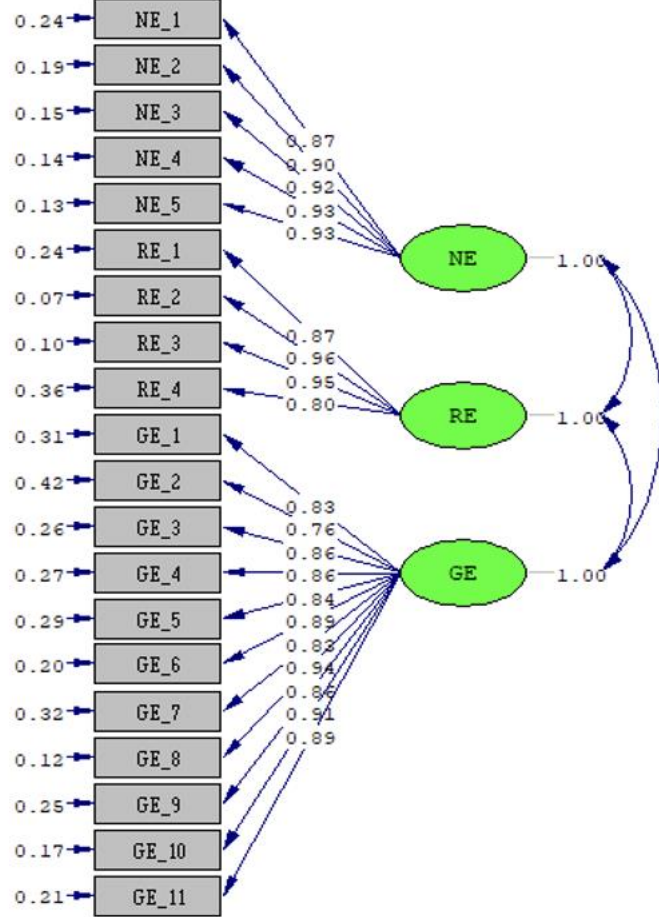 0.24 NE_1
0.19 NE_2
0.15 NE_3
0.14 NE_4
0.13 NE_5
0.24 RE_1
0.07 RE_2
0.10 RE_3
0.36 RE_4
0.31 GE_1
0.42 GE_2
0.26 GE_3
0.27 GE_4
0.29 GE_5
0.20 GE_6
0.32 GE_7
0.12 GE_8
0.25 GE_9
0.17 GE_10
0.21 GE_11
0.87
0.90
0.92
0.93
0.93
0.87
0.96
0.95
0.80
0.83
0.76
0.86
0.86
0.84
0.89
0.83
0.94
0.86
0.91
0.89
NE 1.00
RE 1.00
GE 1.00